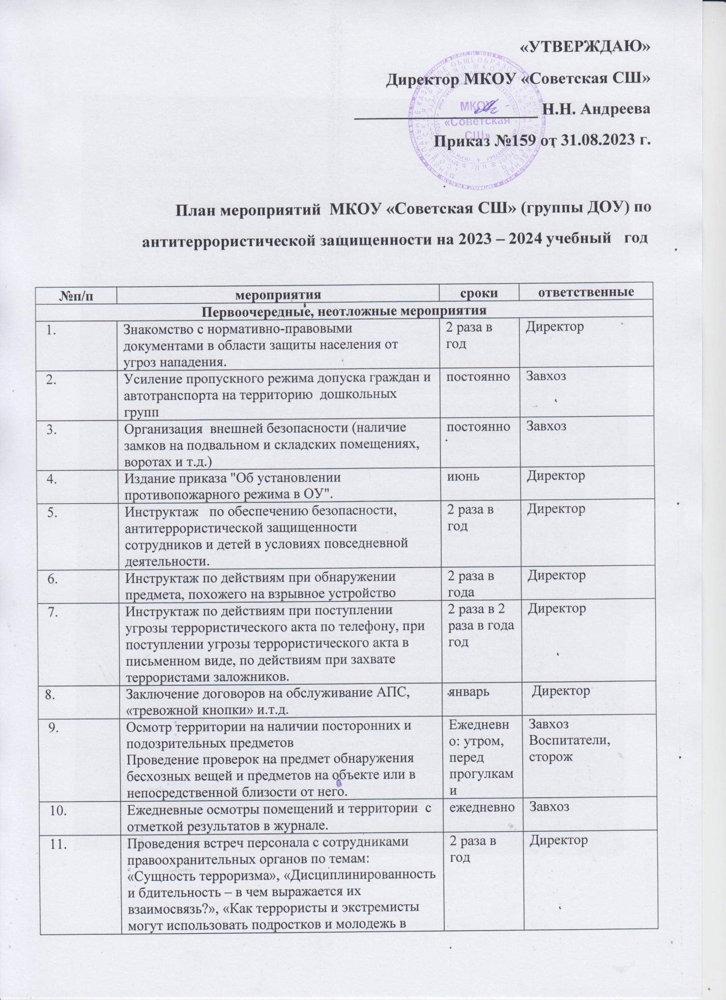 «УТВЕРЖДАЮ»
Директор МКОУ «Советская СШ»
Н.Н. Андреева
Приказ №159 от 31.08.2023 г.
МКОУ
«Советская
СШ»
План мероприятий МКОУ «Советская СШ» (группы ДОУ) по
антитеррористической защищенности на 2023 – 2024 учебный год
№п/п мероприятия сроки ответственные
Первоочередные, неотложные мероприятия
1. Знакомство с нормативно-правовыми 2 раза в Директор
документами в области защиты населения от год
угроз нападения.
2. Усиление пропускного режима допуска граждан и постоянно Завхоз
автотранспорта на территорию дошкольных
групп
3. Организация внешней безопасности (наличие постоянно Завхоз
замков на подвальном и складских помещениях,
воротах и т.д.)
4. Издание приказа "Об установлении июнь Директор
противопожарного режима в ОУ".
5. Инструктаж по обеспечению безопасности, 2 раза в Директор
антитеррористической защищенности год
сотрудников и детей в условиях повседневной
деятельности.
6. Инструктаж по действиям при обнаружении 2 раза в Директор
предмета, похожего на взрывное устройство года
7. Инструктаж по действиям при поступлении 2 раза в 2 Директор
угрозы террористического акта по телефону, при раза в года
поступлении угрозы террористического акта в год
письменном виде, по действиям при захвате
террористами заложников.
8. Заключение договоров на обслуживание АПС, январь Директор
«тревожной кнопки» и.т.д.
9. Осмотр территории на наличии посторонних и Ежедневн Завхоз
подозрительных предметов о: утром, Воспитатели,
Проведение проверок на предмет обнаружения перед сторож
бесхозных вещей и предметов на объекте или в прогулкам
непосредственной близости от него. и
10. Ежедневные осмотры помещений и территории с ежедневно Завхоз
отметкой результатов в журнале.
11. Проведения встреч персонала с сотрудниками 2 раза в Директор
правоохранительных органов по темам: год
«Сущность терроризма», «Дисциплинированность
и бдительность – в чем выражается их
взаимосвязь?», «Как террористы и экстремисты
могут использовать подростков и молодежь в